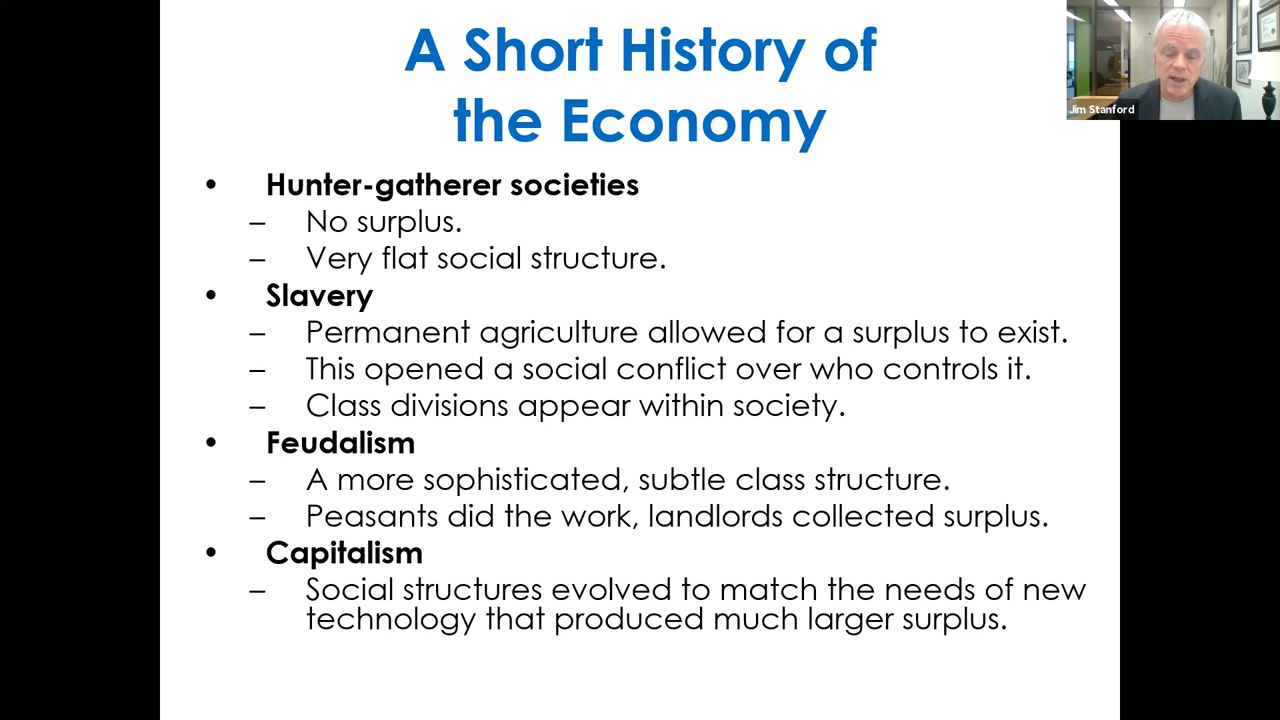 A Short History of
the Economy
Jim Stanford
• Hunter-gatherer societies
– No surplus.
– Very flat social structure.
• Slavery
– Permanent agriculture allowed for a surplus to exist.
– This opened a social conflict over who controls it.
– Class divisions appear within society.
• Feudalism
– A more sophisticated, subtle class structure.
– Peasants did the work, landlords collected surplus.
• Capitalism
– Social structures evolved to match the needs of new
technology that produced much larger surplus.